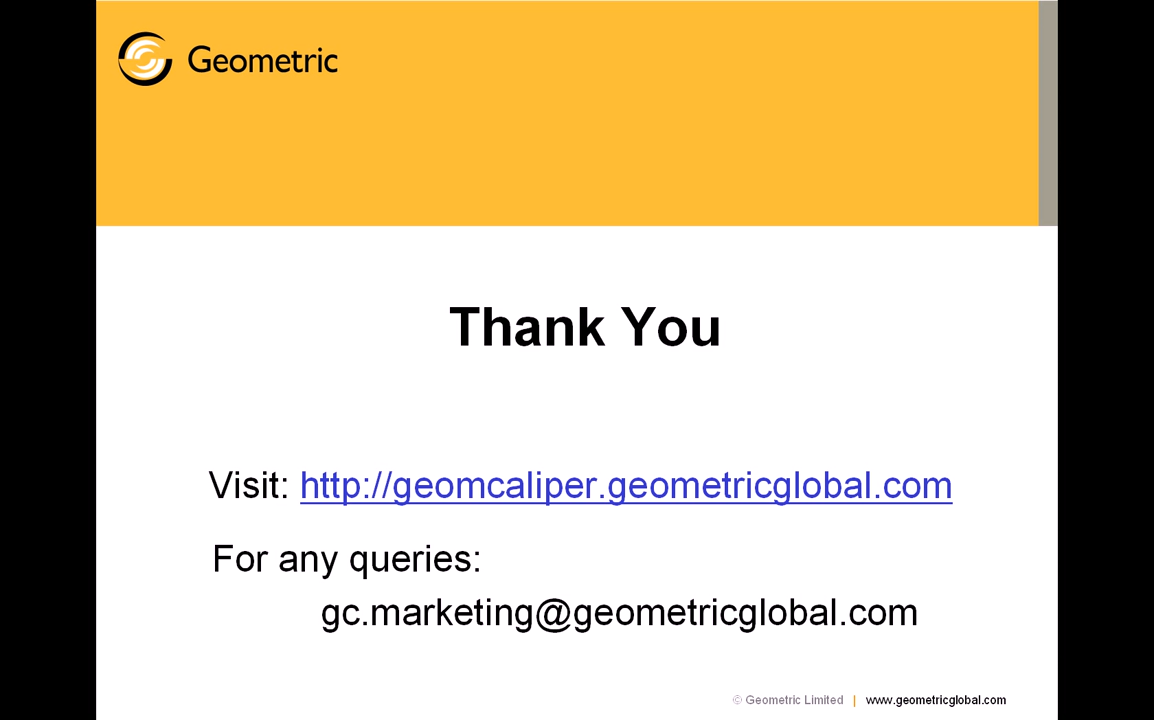 Geometric
Thank You
Visit: http://geomcaliper.geometricglobal.com
For any queries:
gc.marketing@geometricglobal.com
© Geometric Limited | www.geometricglobal.com